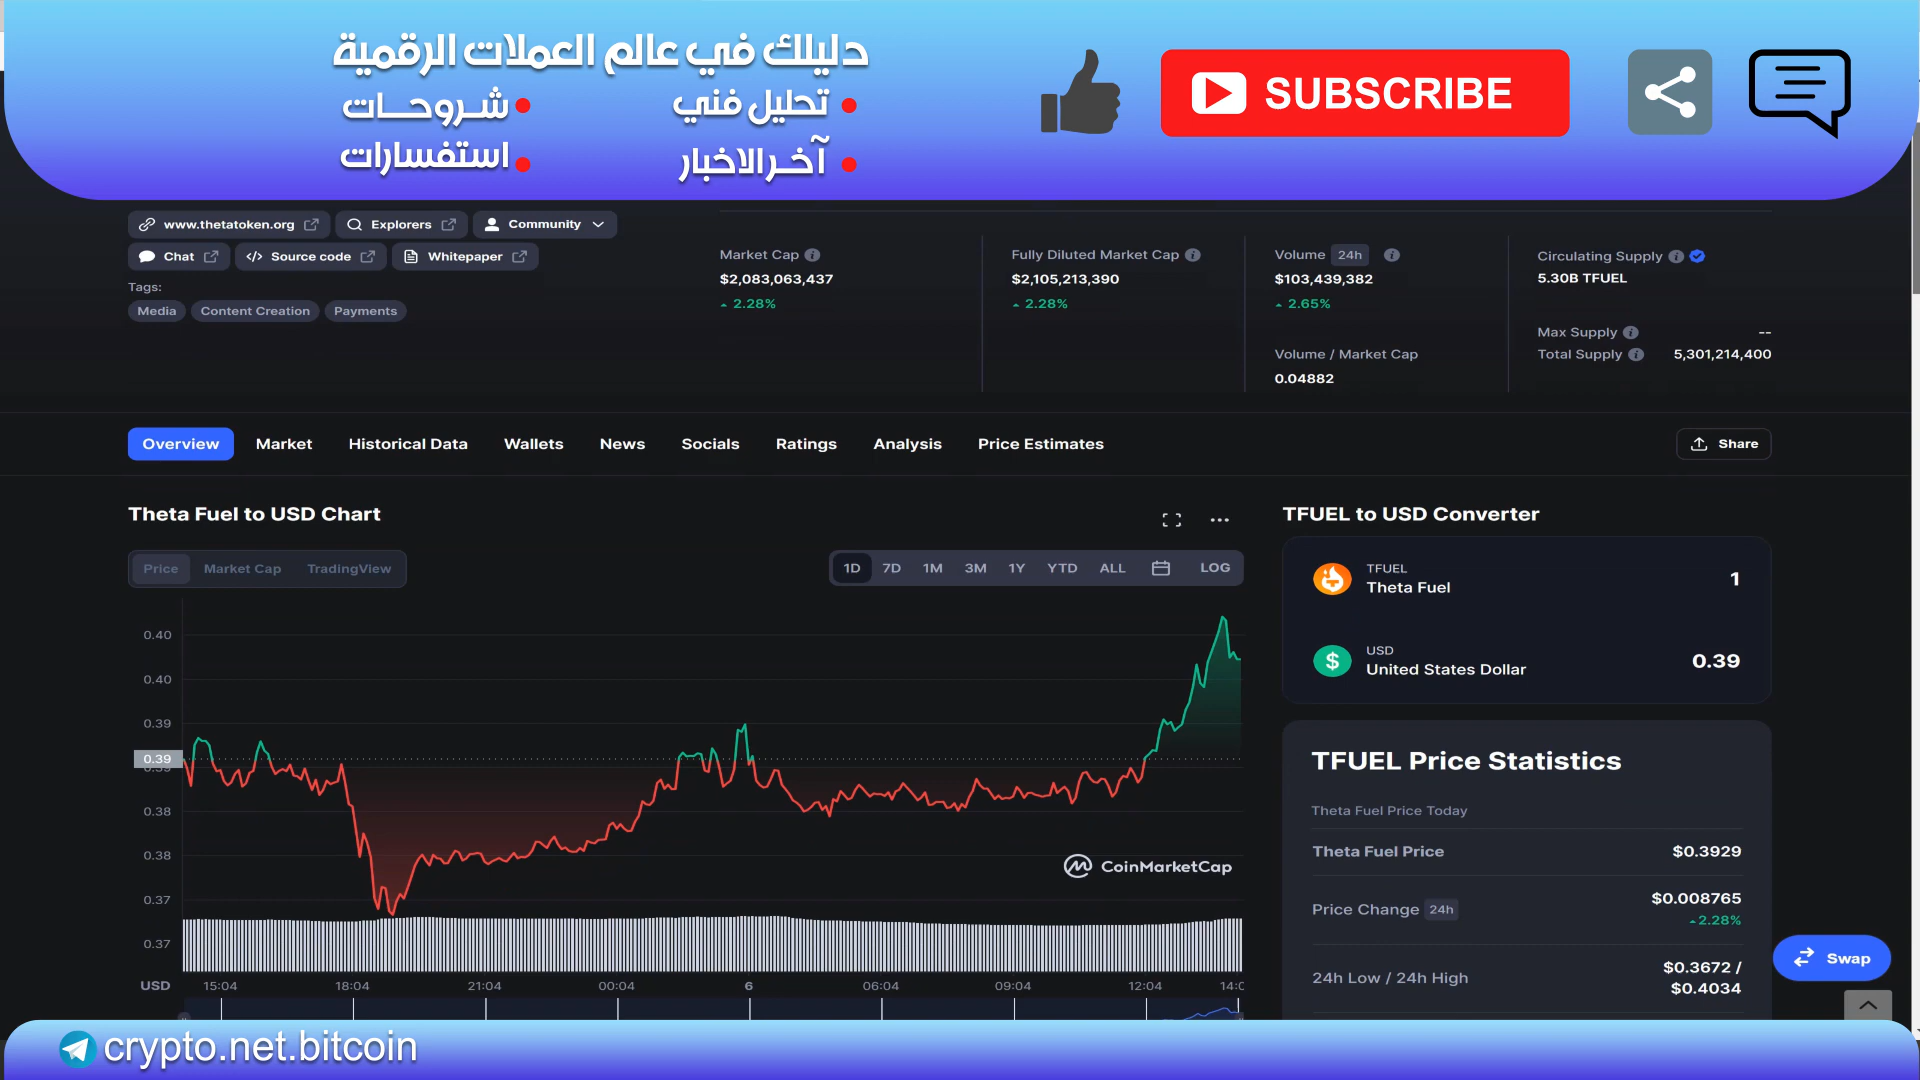 دليلك في عالم العملات الرقمية
تحليل فني
شـروحـــات
آخـرالاخبار
استفسارات
SUBSCRIBE
www.thetatoken.org
Explorers
Community
Chat
Source code
Whitepaper
Tags:
Media
Content Creation
Payments
Market Cap
$2,083,063,437
2.28%
Fully Diluted Market Cap
$2,105,213,390
2.28%
Volume 24h
$103,439,382
2.65%
Volume / Market Cap
0.04882
Circulating Supply
5.30B TFUEL
Max Supply --
Total Supply 5,301,214,400
Overview
Market
Historical Data
Wallets
News
Socials
Ratings
Analysis
Price Estimates
Share
Theta Fuel to USD Chart
Price
Market Cap
TradingView
1D
7D
1M
3M
1Y
YTD
ALL
LOG
0.40
0.40
0.39
0.39
0.38
0.38
0.37
0.37
CoinMarketCap
USD
15:04
18:04
21:04
00:04
6
06:04
09:04
12:04
TFUEL to USD Converter
TFUEL
Theta Fuel
1
USD
United States Dollar
0.39
TFUEL Price Statistics
Theta Fuel Price Today
Theta Fuel Price $0.3929
Price Change 24h $0.008765
2.28%
24h Low / 24h High $0.3672 /
$0.4034
Swap
crypto.net.bitcoin